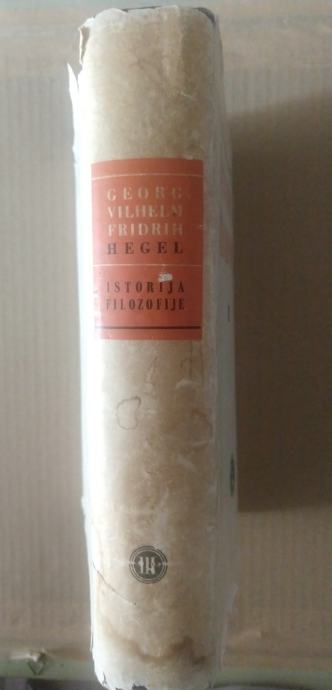 GEORG
VILHELM
FRIDRIH
HEGEL
ISTORIJA
FILOZOFIJE